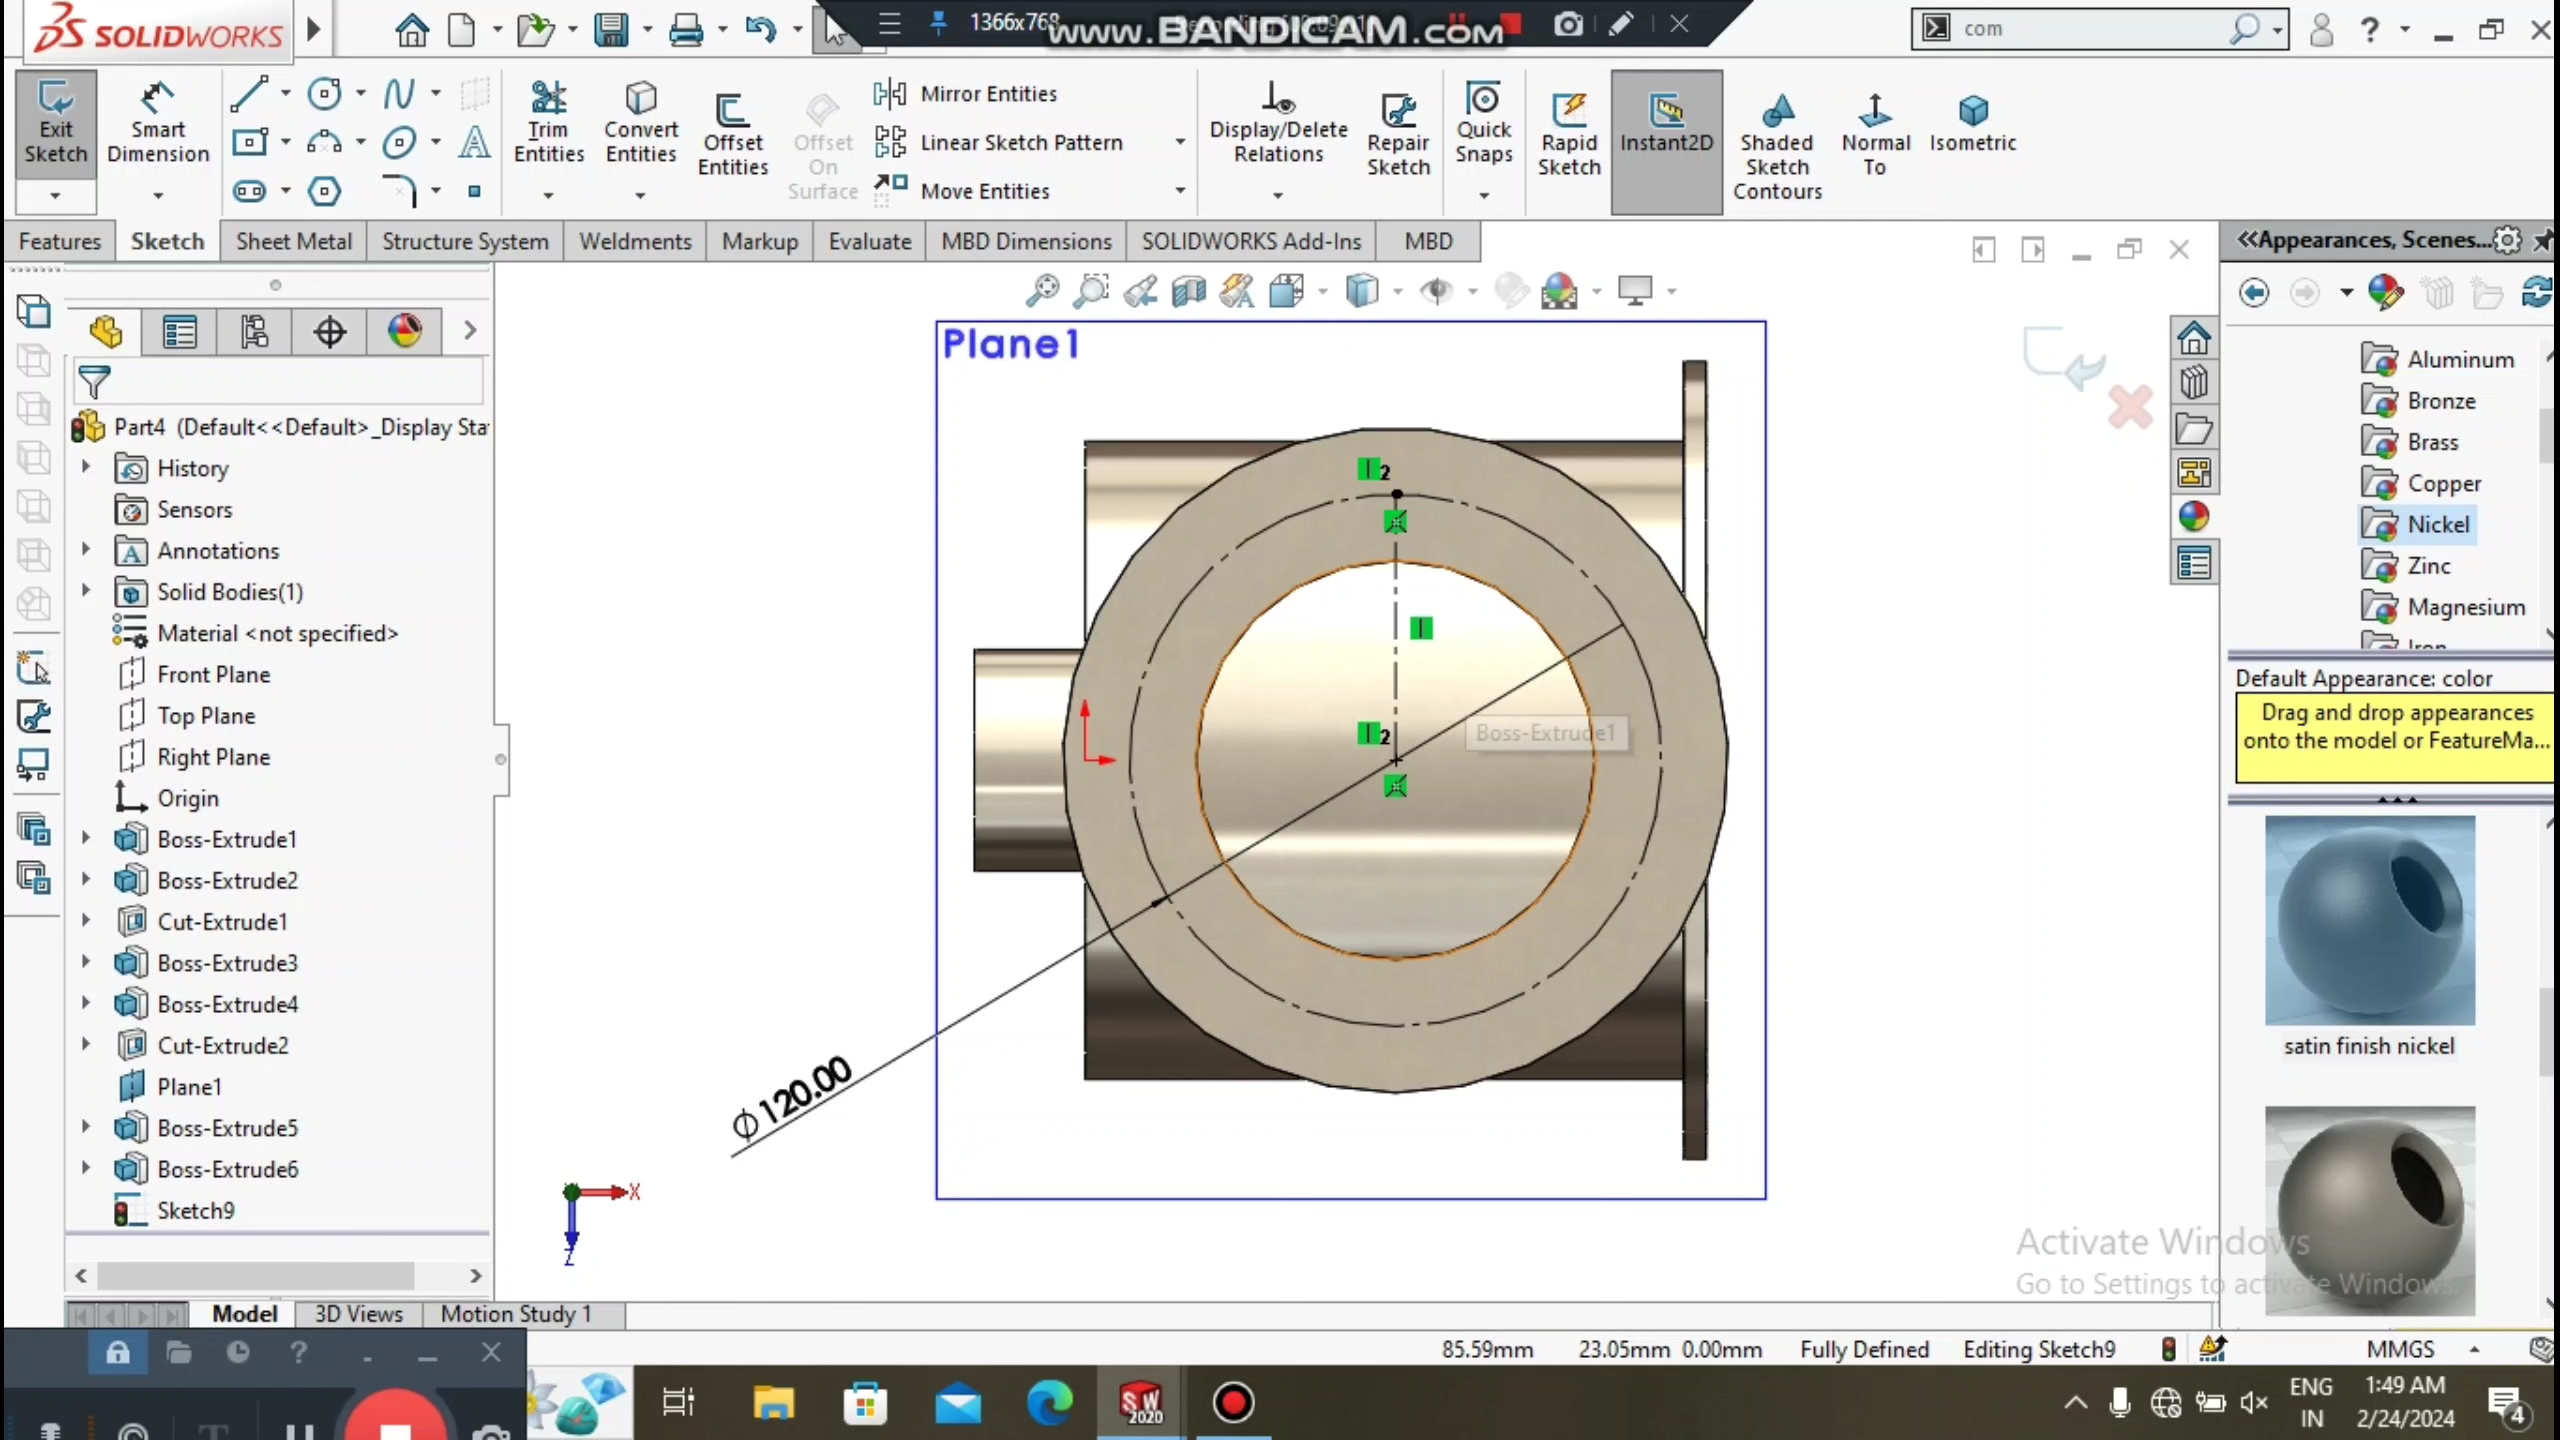 SOLIDWORKS
1366x768
www.BANDICAM.com
com
Exit Sketch
Smart Dimension
Trim Entities
Convert Entities
Offset Entities
Offset On Surface
Mirror Entities
Linear Sketch Pattern
Move Entities
Display/Delete Relations
Repair Sketch
Quick Snaps
Rapid Sketch
Instant2D
Shaded Sketch Contours
Normal To
Isometric
Features
Sketch
Sheet Metal
Structure System
Weldments
Markup
Evaluate
MBD Dimensions
SOLIDWORKS Add-Ins
MBD
Appearances, Scenes...
Part4 (Default<<Default>_Display Sta
History
Sensors
Annotations
Solid Bodies(1)
Material <not specified>
Front Plane
Top Plane
Right Plane
Origin
Boss-Extrude1
Boss-Extrude2
Cut-Extrude1
Boss-Extrude3
Boss-Extrude4
Cut-Extrude2
Plane1
Boss-Extrude5
Boss-Extrude6
Sketch9
Plane1
2
2
Boss-Extrude1
⌀120.00
X
Z
Aluminum
Bronze
Brass
Copper
Nickel
Zinc
Magnesium
Iron
Default Appearance: color
Drag and drop appearances
onto the model or FeatureMa...
satin finish nickel
Activate Windows
Go to Settings to activate Windows.
Model
3D Views
Motion Study 1
85.59mm
23.05mm 0.00mm
Fully Defined
Editing Sketch9
MMGS
SW
2020
ENG
IN
1:49 AM
2/24/2024
4